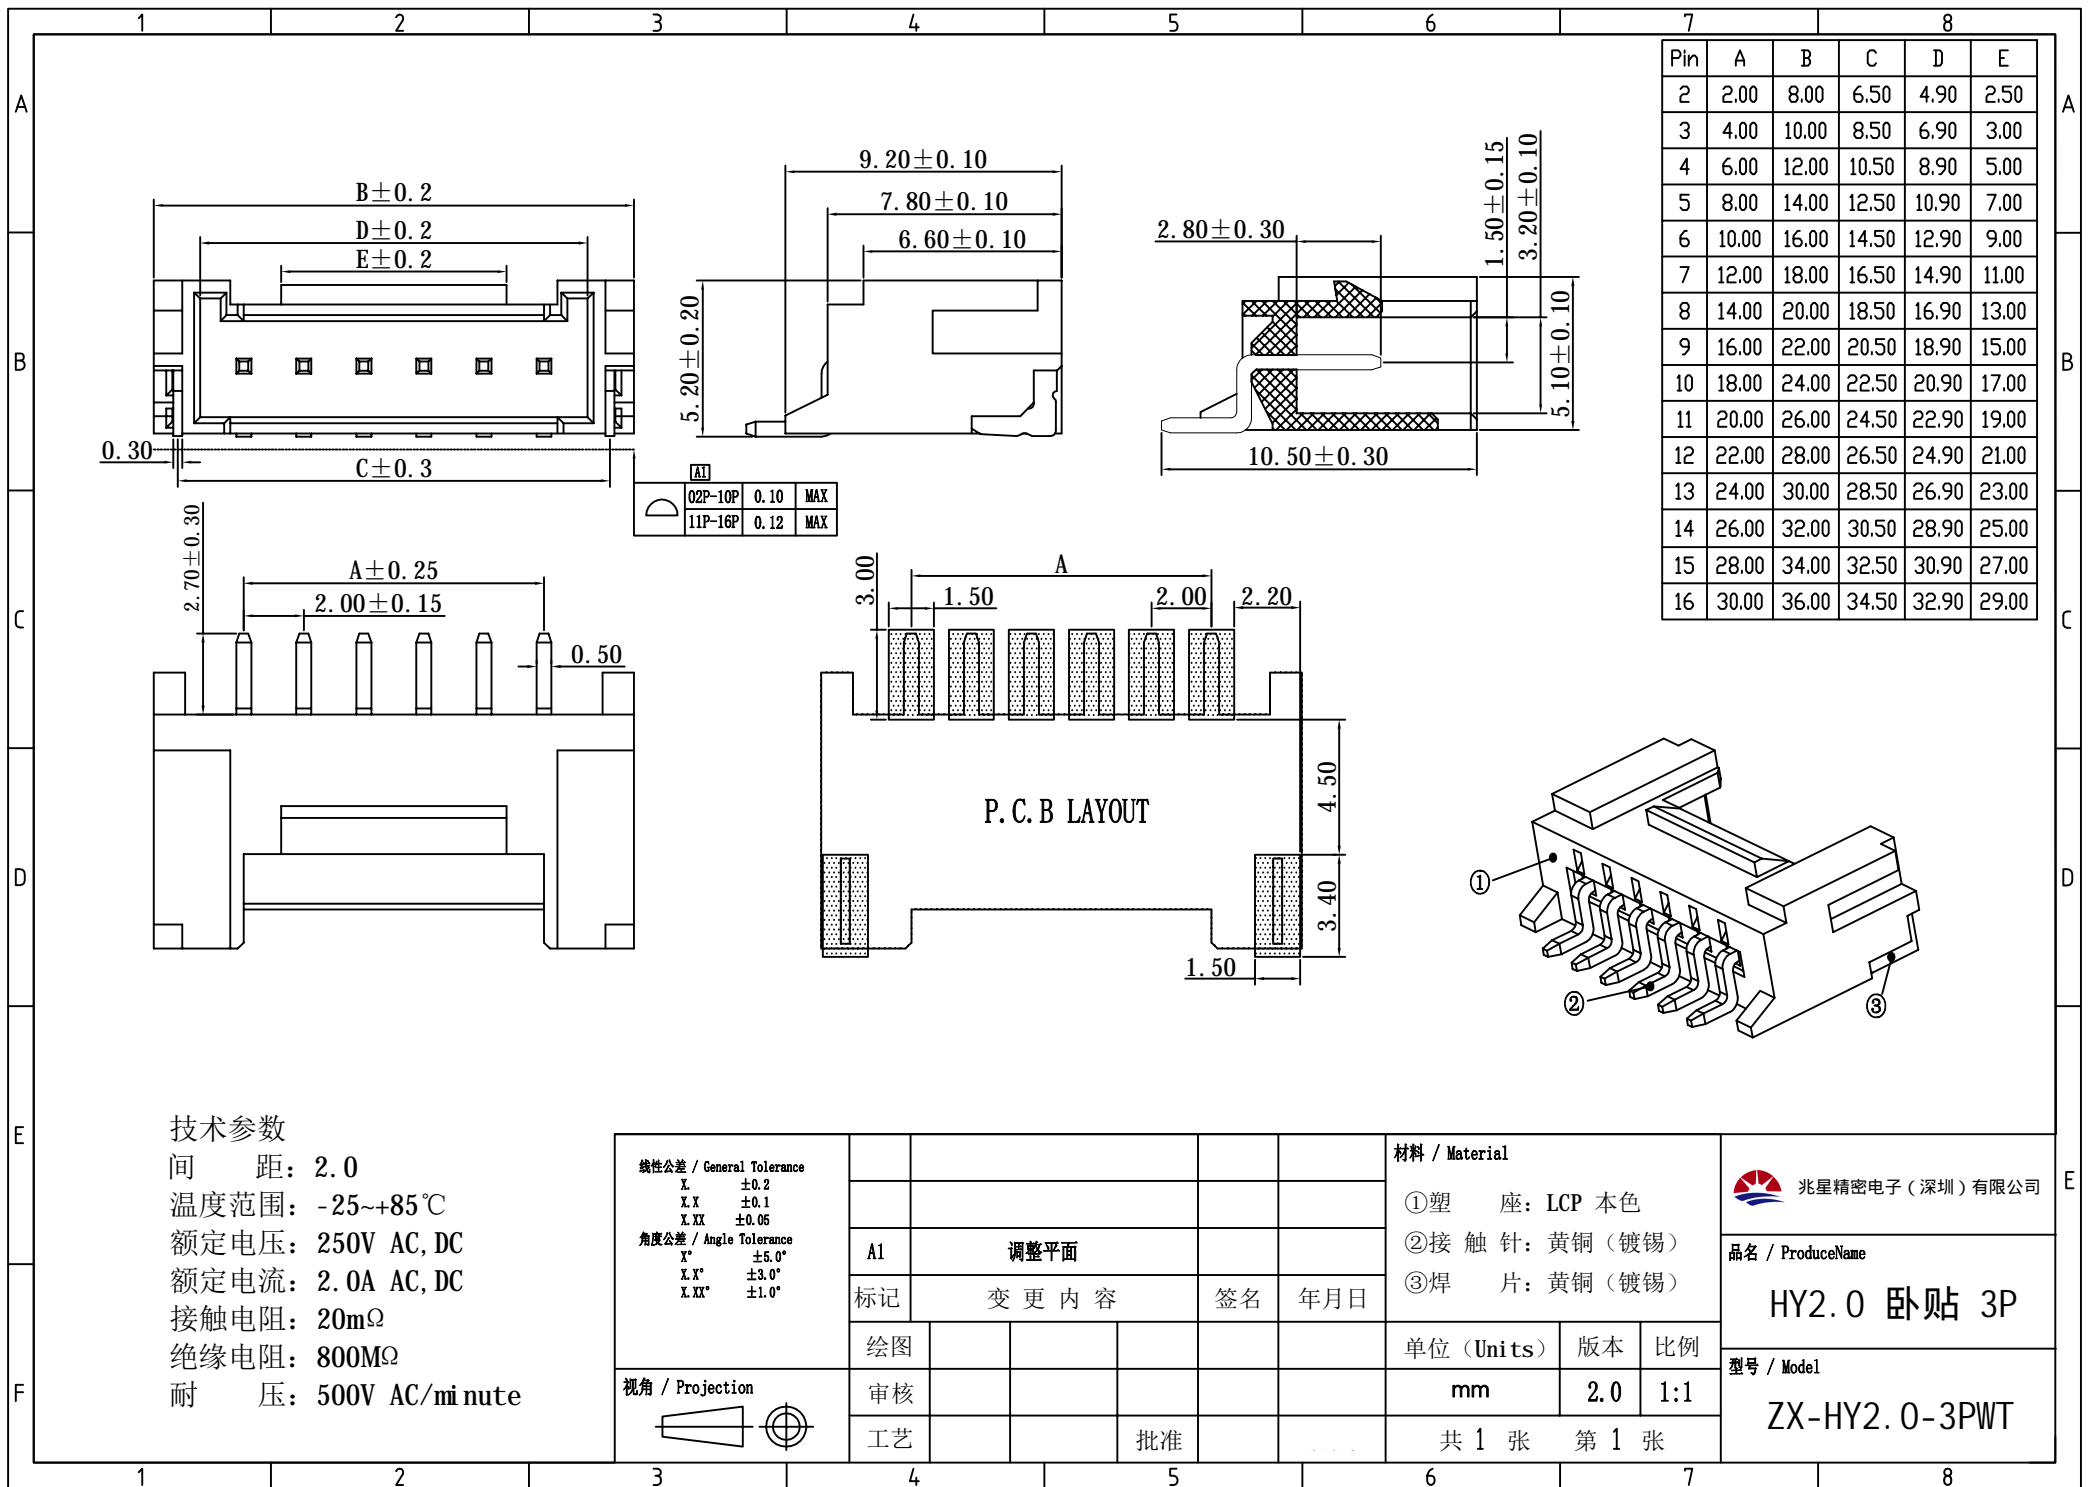 1 2 3 4 5 6 7 8
A
B
C
D
E
F
A
B
C
D
E
Pin A B C D E
2 2.00 8.00 6.50 4.90 2.50
3 4.00 10.00 8.50 6.90 3.00
4 6.00 12.00 10.50 8.90 5.00
5 8.00 14.00 12.50 10.90 7.00
6 10.00 16.00 14.50 12.90 9.00
7 12.00 18.00 16.50 14.90 11.00
8 14.00 20.00 18.50 16.90 13.00
9 16.00 22.00 20.50 18.90 15.00
10 18.00 24.00 22.50 20.90 17.00
11 20.00 26.00 24.50 22.90 19.00
12 22.00 28.00 26.50 24.90 21.00
13 24.00 30.00 28.50 26.90 23.00
14 26.00 32.00 30.50 28.90 25.00
15 28.00 34.00 32.50 30.90 27.00
16 30.00 36.00 34.50 32.90 29.00
B±0.2
D±0.2
E±0.2
0.30
C±0.3
9.20±0.10
7.80±0.10
6.60±0.10
5.20±0.20
2.80±0.30
1.50±0.15
3.20±0.10
5.10±0.10
10.50±0.30
A1
02P-10P 0.10 MAX
11P-16P 0.12 MAX
2.70±0.30
A±0.25
2.00±0.15
0.50
3.00
A
1.50
2.00
2.20
P.C.B LAYOUT
4.50
3.40
1.50
①
②
③
技术参数
间 距: 2.0
温度范围: -25~+85℃
额定电压: 250V AC,DC
额定电流: 2.0A AC,DC
接触电阻: 20mΩ
绝缘电阻: 800MΩ
耐 压: 500V AC/minute
线性公差 / General Tolerance
X. ±0.2
X.X ±0.1
X.XX ±0.05
角度公差 / Angle Tolerance
X° ±5.0°
X.X° ±3.0°
X.XX° ±1.0°
视角 / Projection
A1 调整平面
标记 变更内容 签名 年月日
绘图
审核
工艺 批准
材料 / Material
①塑 座: LCP 本色
②接触针: 黄铜（镀锡）
③焊 片: 黄铜（镀锡）
单位（Units） 版本 比例
mm 2.0 1:1
共 1 张 第 1 张
兆星精密电子（深圳）有限公司
品名 / ProduceName
HY2.0 卧贴 3P
型号 / Model
ZX-HY2.0-3PWT
1 2 3 4 5 6 7 8